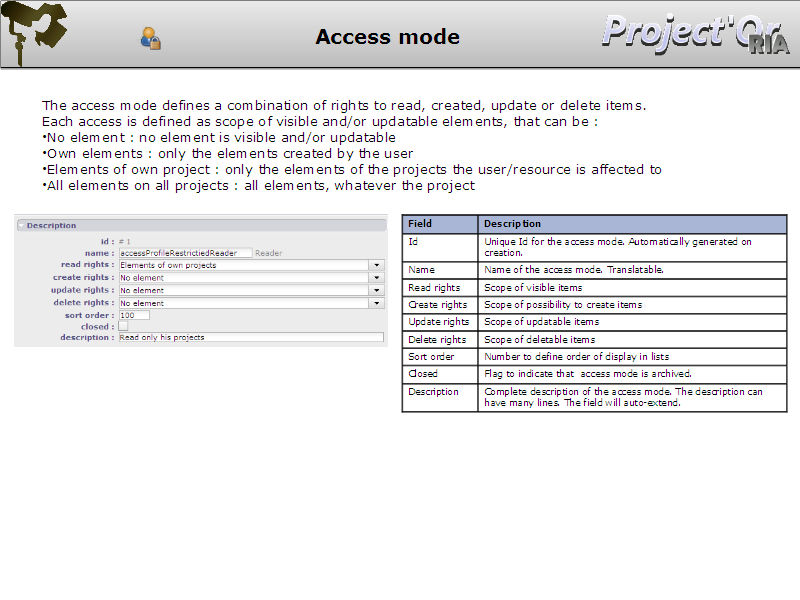 Access mode
Project'Or
RIA
The access mode defines a combination of rights to read, created, update or delete items.
Each access is defined as scope of visible and/or updatable elements, that can be :
•No element : no element is visible and/or updatable
•Own elements : only the elements created by the user
•Elements of own project : only the elements of the projects the user/resource is affected to
•All elements on all projects : all elements, whatever the project
Description
id : # 1
name : accessProfileRestrictiedReader Reader
read rights : Elements of own projects
create rights : No element
update rights : No element
delete rights : No element
sort order : 100
closed :
description : Read only his projects
Field Description
Id Unique Id for the access mode. Automatically generated on
creation.
Name Name of the access mode. Translatable.
Read rights Scope of visible items
Create rights Scope of possibility to create items
Update rights Scope of updatable items
Delete rights Scope of deletable items
Sort order Number to define order of display in lists
Closed Flag to indicate that access mode is archived.
Description Complete description of the access mode. The description can
have many lines. The field will auto-extend.